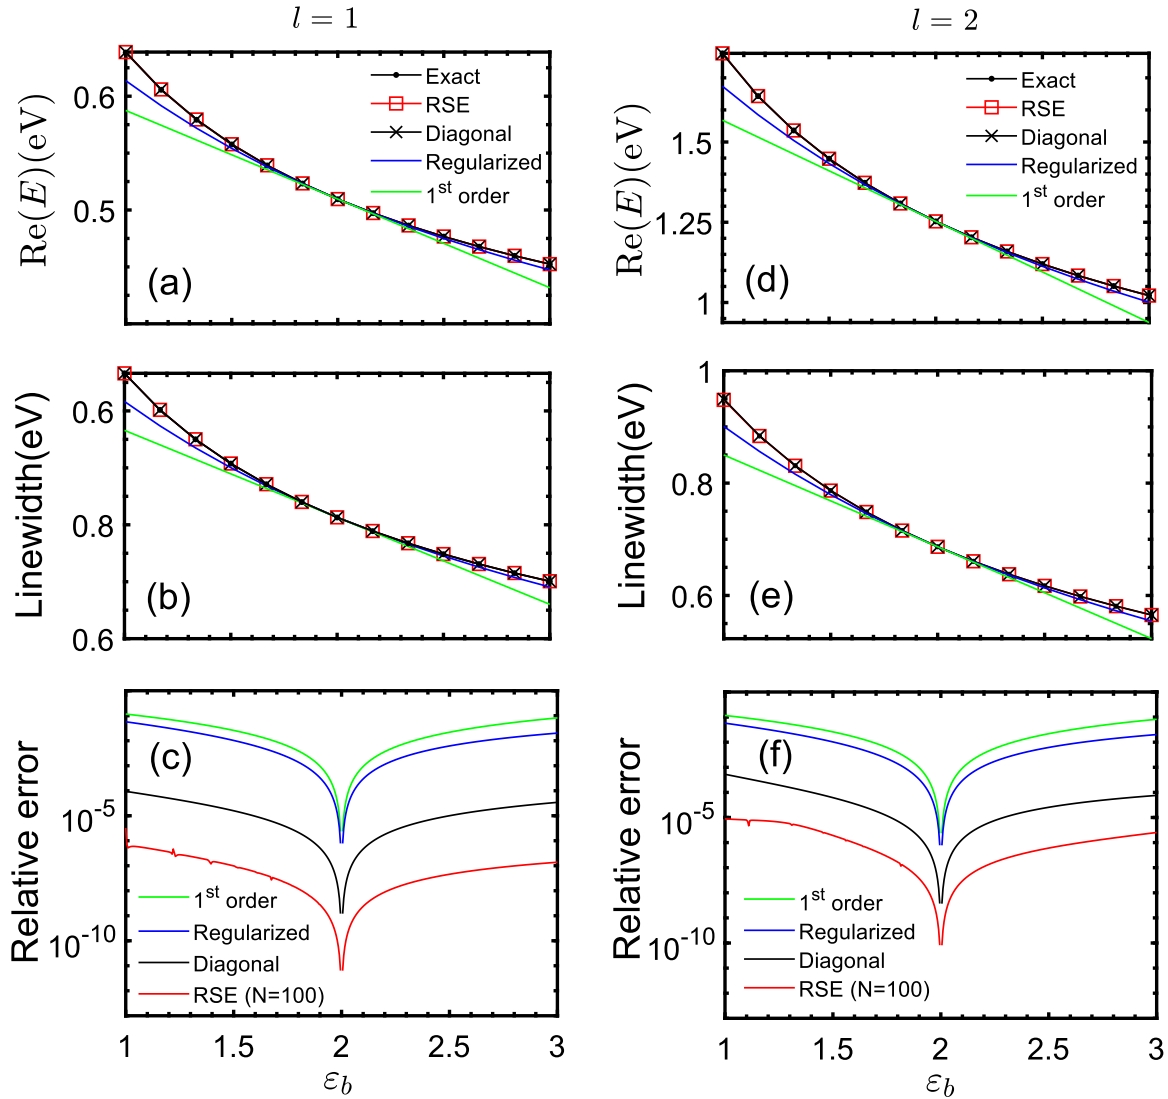 l = 1
Re(E)(eV)
0.6
0.5
Exact
RSE
Diagonal
Regularized
1st order
(a)
l = 2
Re(E)(eV)
1.5
1.25
1
Exact
RSE
Diagonal
Regularized
1st order
(d)
Linewidth(eV)
0.6
0.8
0.6
(b)
Linewidth(eV)
1
0.8
0.6
(e)
Relative error
10-5
10-10
(c)
1st order
Regularized
Diagonal
RSE (N=100)
1 1.5 2 2.5 3
εb
Relative error
10-5
10-10
(f)
1st order
Regularized
Diagonal
RSE (N=100)
1 1.5 2 2.5 3
εb